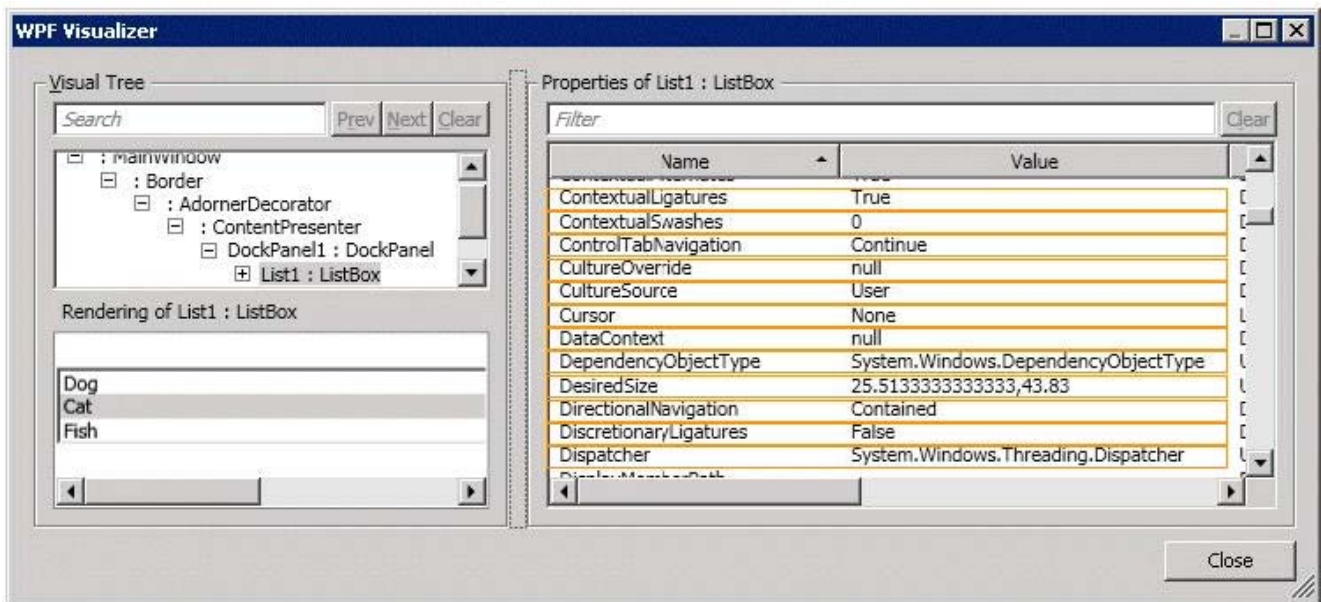 WPF Visualizer
Visual Tree
Search Prev Next Clear
: MainWindow
: Border
: AdornerDecorator
: ContentPresenter
DockPanel1 : DockPanel
List1 : ListBox
Rendering of List1 : ListBox
Dog
Cat
Fish
Properties of List1 : ListBox
Filter Clear
Name Value
ContextualLigatures True
ContextualSwashes 0
ControlTabNavigation Continue
CultureOverride null
CultureSource User
Cursor None
DataContext null
DependencyObjectType System.Windows.DependencyObjectType
DesiredSize 25.5133333333333,43.83
DirectionalNavigation Contained
DiscretionaryLigatures False
Dispatcher System.Windows.Threading.Dispatcher
DisplayMemberPath
Close